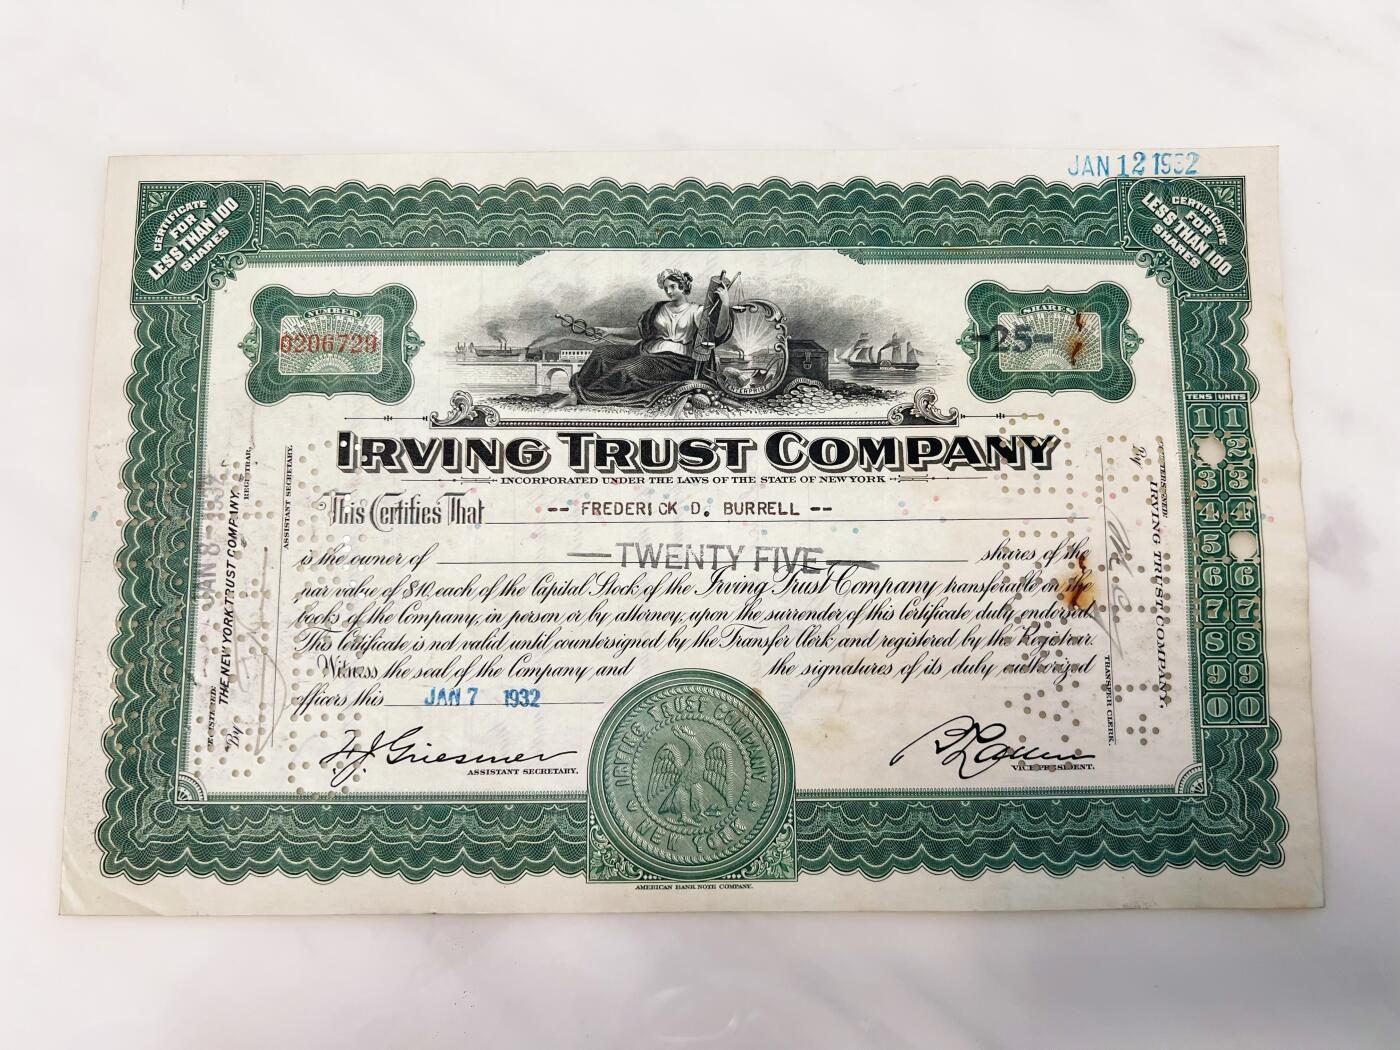 JAN 12 1932
CERTIFICATE
FOR
LESS THAN 100
SHARES
CERTIFICATE
FOR
LESS THAN 100
SHARES
NUMBER
0206729
SHARES
-25-
ENTERPRISE
IRVING TRUST COMPANY
INCORPORATED UNDER THE LAWS OF THE STATE OF NEW YORK
This Certifies That -- FREDERICK D. BURRELL --
is the owner of —TWENTY FIVE— shares of the
par value of $10. each of the Capital Stock of the Irving Trust Company transferable on the
books of the Company, in person or by attorney, upon the surrender of this Certificate duly endorsed.
This Certificate is not valid until countersigned by the Transfer Clerk and registered by the Registrar.
Witness the seal of the Company and the signatures of its duly authorized
officers this JAN 7 1932
H.J. Griesmer
ASSISTANT SECRETARY.
VICE PRESIDENT.
IRVING TRUST COMPANY
NEW YORK
AMERICAN BANK NOTE COMPANY.
JAN 8 - 1932
REGISTERED
THE NEW YORK TRUST COMPANY
REGISTRAR,
By
ASSISTANT SECRETARY.
COUNTERSIGNED
IRVING TRUST COMPANY.
By
TRANSFER CLERK.
TENS UNITS
1 1
2
3 3
4 4
5
6 6
7 7
8 8
9 9
0 0